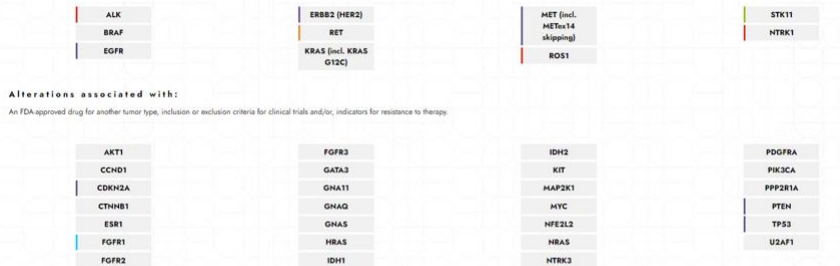 ALK
BRAF
EGFR
ERBB2 (HER2)
RET
KRAS (incl. KRAS
G12C)
MET (incl.
METex14
skipping)
ROS1
STK11
NTRK1
Alterations associated with:
An FDA-approved drug for another tumor type, inclusion or exclusion criteria for clinical trials and/or, indicators for resistance to therapy.
AKT1
CCND1
CDKN2A
CTNNB1
ESR1
FGFR1
FGFR2
FGFR3
GATA3
GNA11
GNAQ
GNAS
HRAS
IDH1
IDH2
KIT
MAP2K1
MYC
NFE2L2
NRAS
NTRK3
PDGFRA
PIK3CA
PPP2R1A
PTEN
TP53
U2AF1